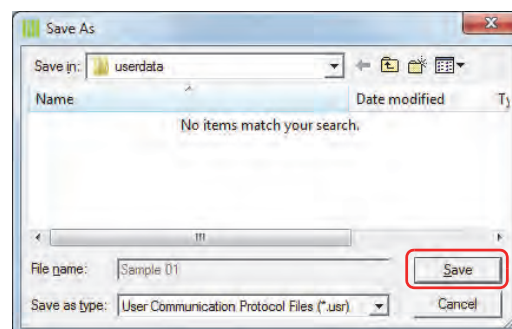 Save As
Save in: userdata
Name Date modified Ty
No items match your search.
File name: Sample 01 Save
Save as type: User Communication Protocol Files (*.usr) Cancel